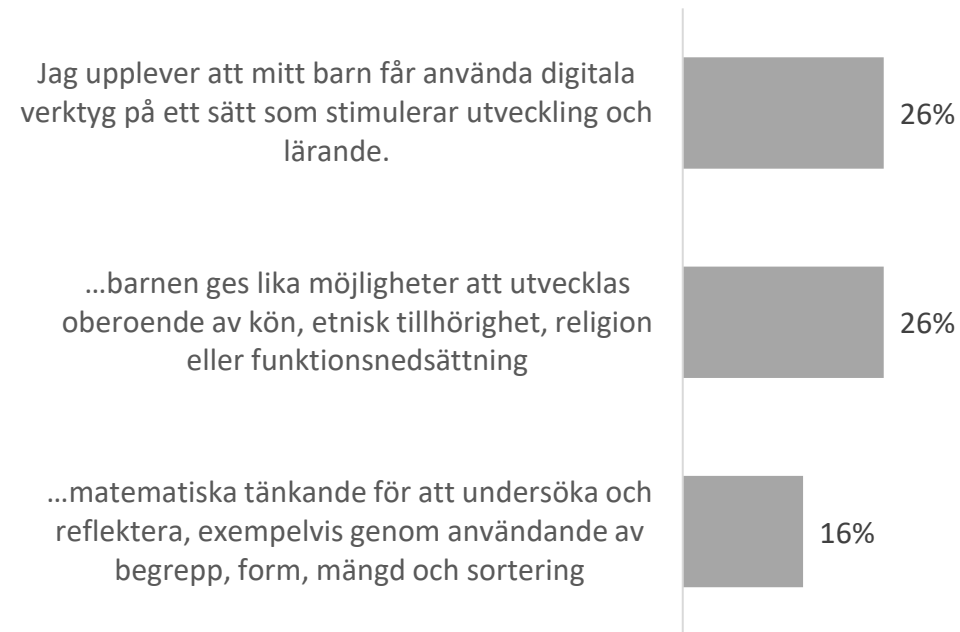 Jag upplever att mitt barn får använda digitala
verktyg på ett sätt som stimulerar utveckling och
lärande.
26%
…barnen ges lika möjligheter att utvecklas
oberoende av kön, etnisk tillhörighet, religion
eller funktionsnedsättning
26%
…matematiska tänkande för att undersöka och
reflektera, exempelvis genom användande av
begrepp, form, mängd och sortering
16%